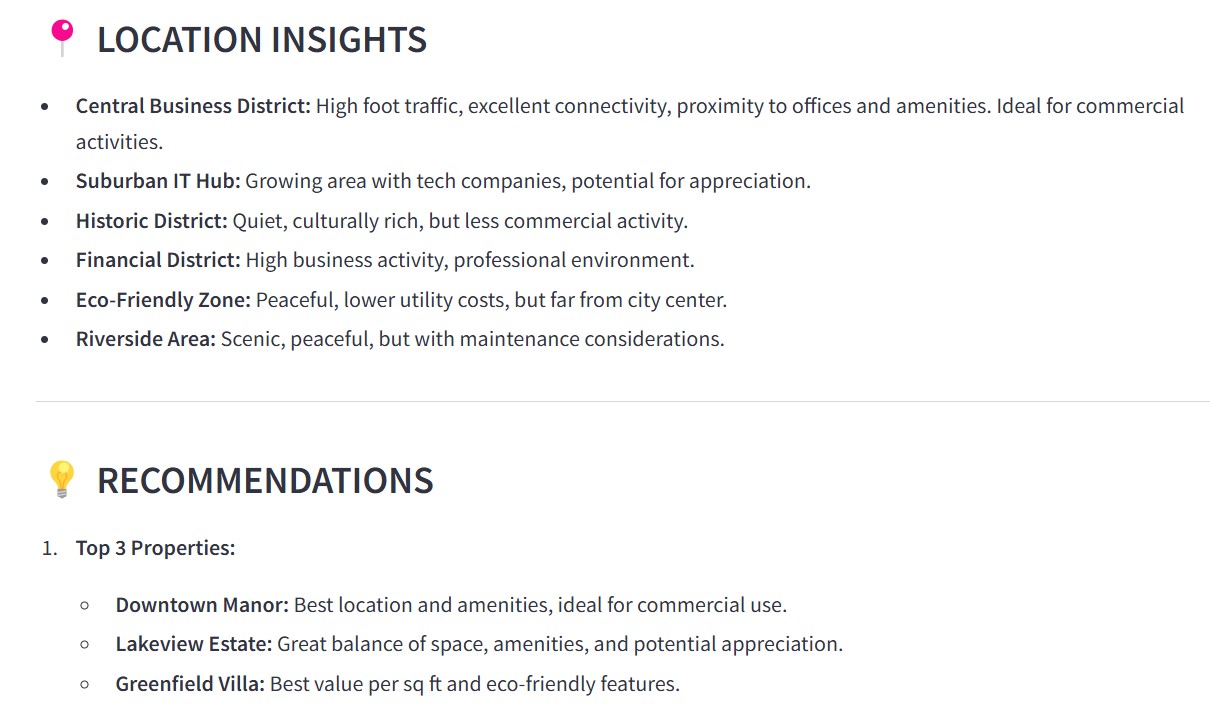 LOCATION INSIGHTS
Central Business District: High foot traffic, excellent connectivity, proximity to offices and amenities. Ideal for commercial
activities.
Suburban IT Hub: Growing area with tech companies, potential for appreciation.
Historic District: Quiet, culturally rich, but less commercial activity.
Financial District: High business activity, professional environment.
Eco-Friendly Zone: Peaceful, lower utility costs, but far from city center.
Riverside Area: Scenic, peaceful, but with maintenance considerations.
RECOMMENDATIONS
1. Top 3 Properties:
Downtown Manor: Best location and amenities, ideal for commercial use.
Lakeview Estate: Great balance of space, amenities, and potential appreciation.
Greenfield Villa: Best value per sq ft and eco-friendly features.